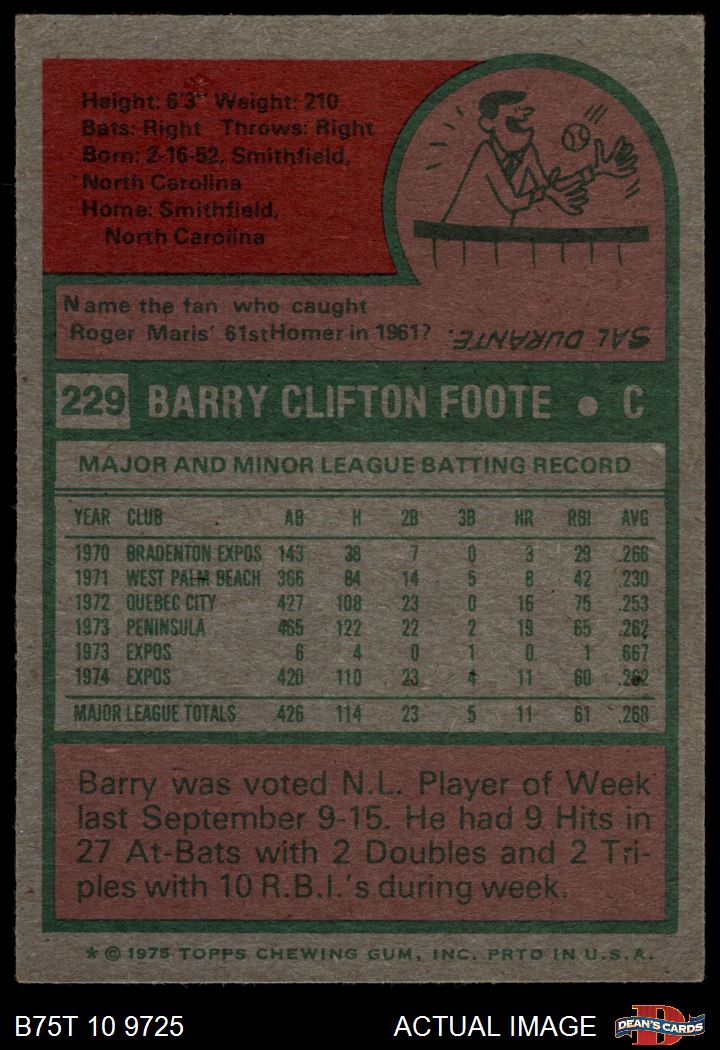 Height: 6'3" Weight: 210
Bats: Right Throws: Right
Born: 2-16-52, Smithfield,
North Carolina
Home: Smithfield,
North Carolina
Name the fan who caught
Roger Maris' 61st Homer in 1961?
SAL DURANTE.
229 BARRY CLIFTON FOOTE • C
MAJOR AND MINOR LEAGUE BATTING RECORD
YEAR CLUB AB H 2B 3B HR RBI AVG
1970 BRADENTON EXPOS 143 38 7 0 3 29 .266
1971 WEST PALM BEACH 366 84 14 5 8 42 .230
1972 QUEBEC CITY 427 108 23 0 16 75 .253
1973 PENINSULA 465 122 22 2 19 65 .262
1973 EXPOS 6 4 0 1 0 1 .667
1974 EXPOS 420 110 23 4 11 60 .262
MAJOR LEAGUE TOTALS 426 114 23 5 11 61 .268
Barry was voted N.L. Player of Week
last September 9-15. He had 9 Hits in
27 At-Bats with 2 Doubles and 2 Tri-
ples with 10 R.B.I.'s during week.
* © 1975 TOPPS CHEWING GUM, INC. PRTD IN U.S.A.
B75T 10 9725 ACTUAL IMAGE DEAN'S CARDS